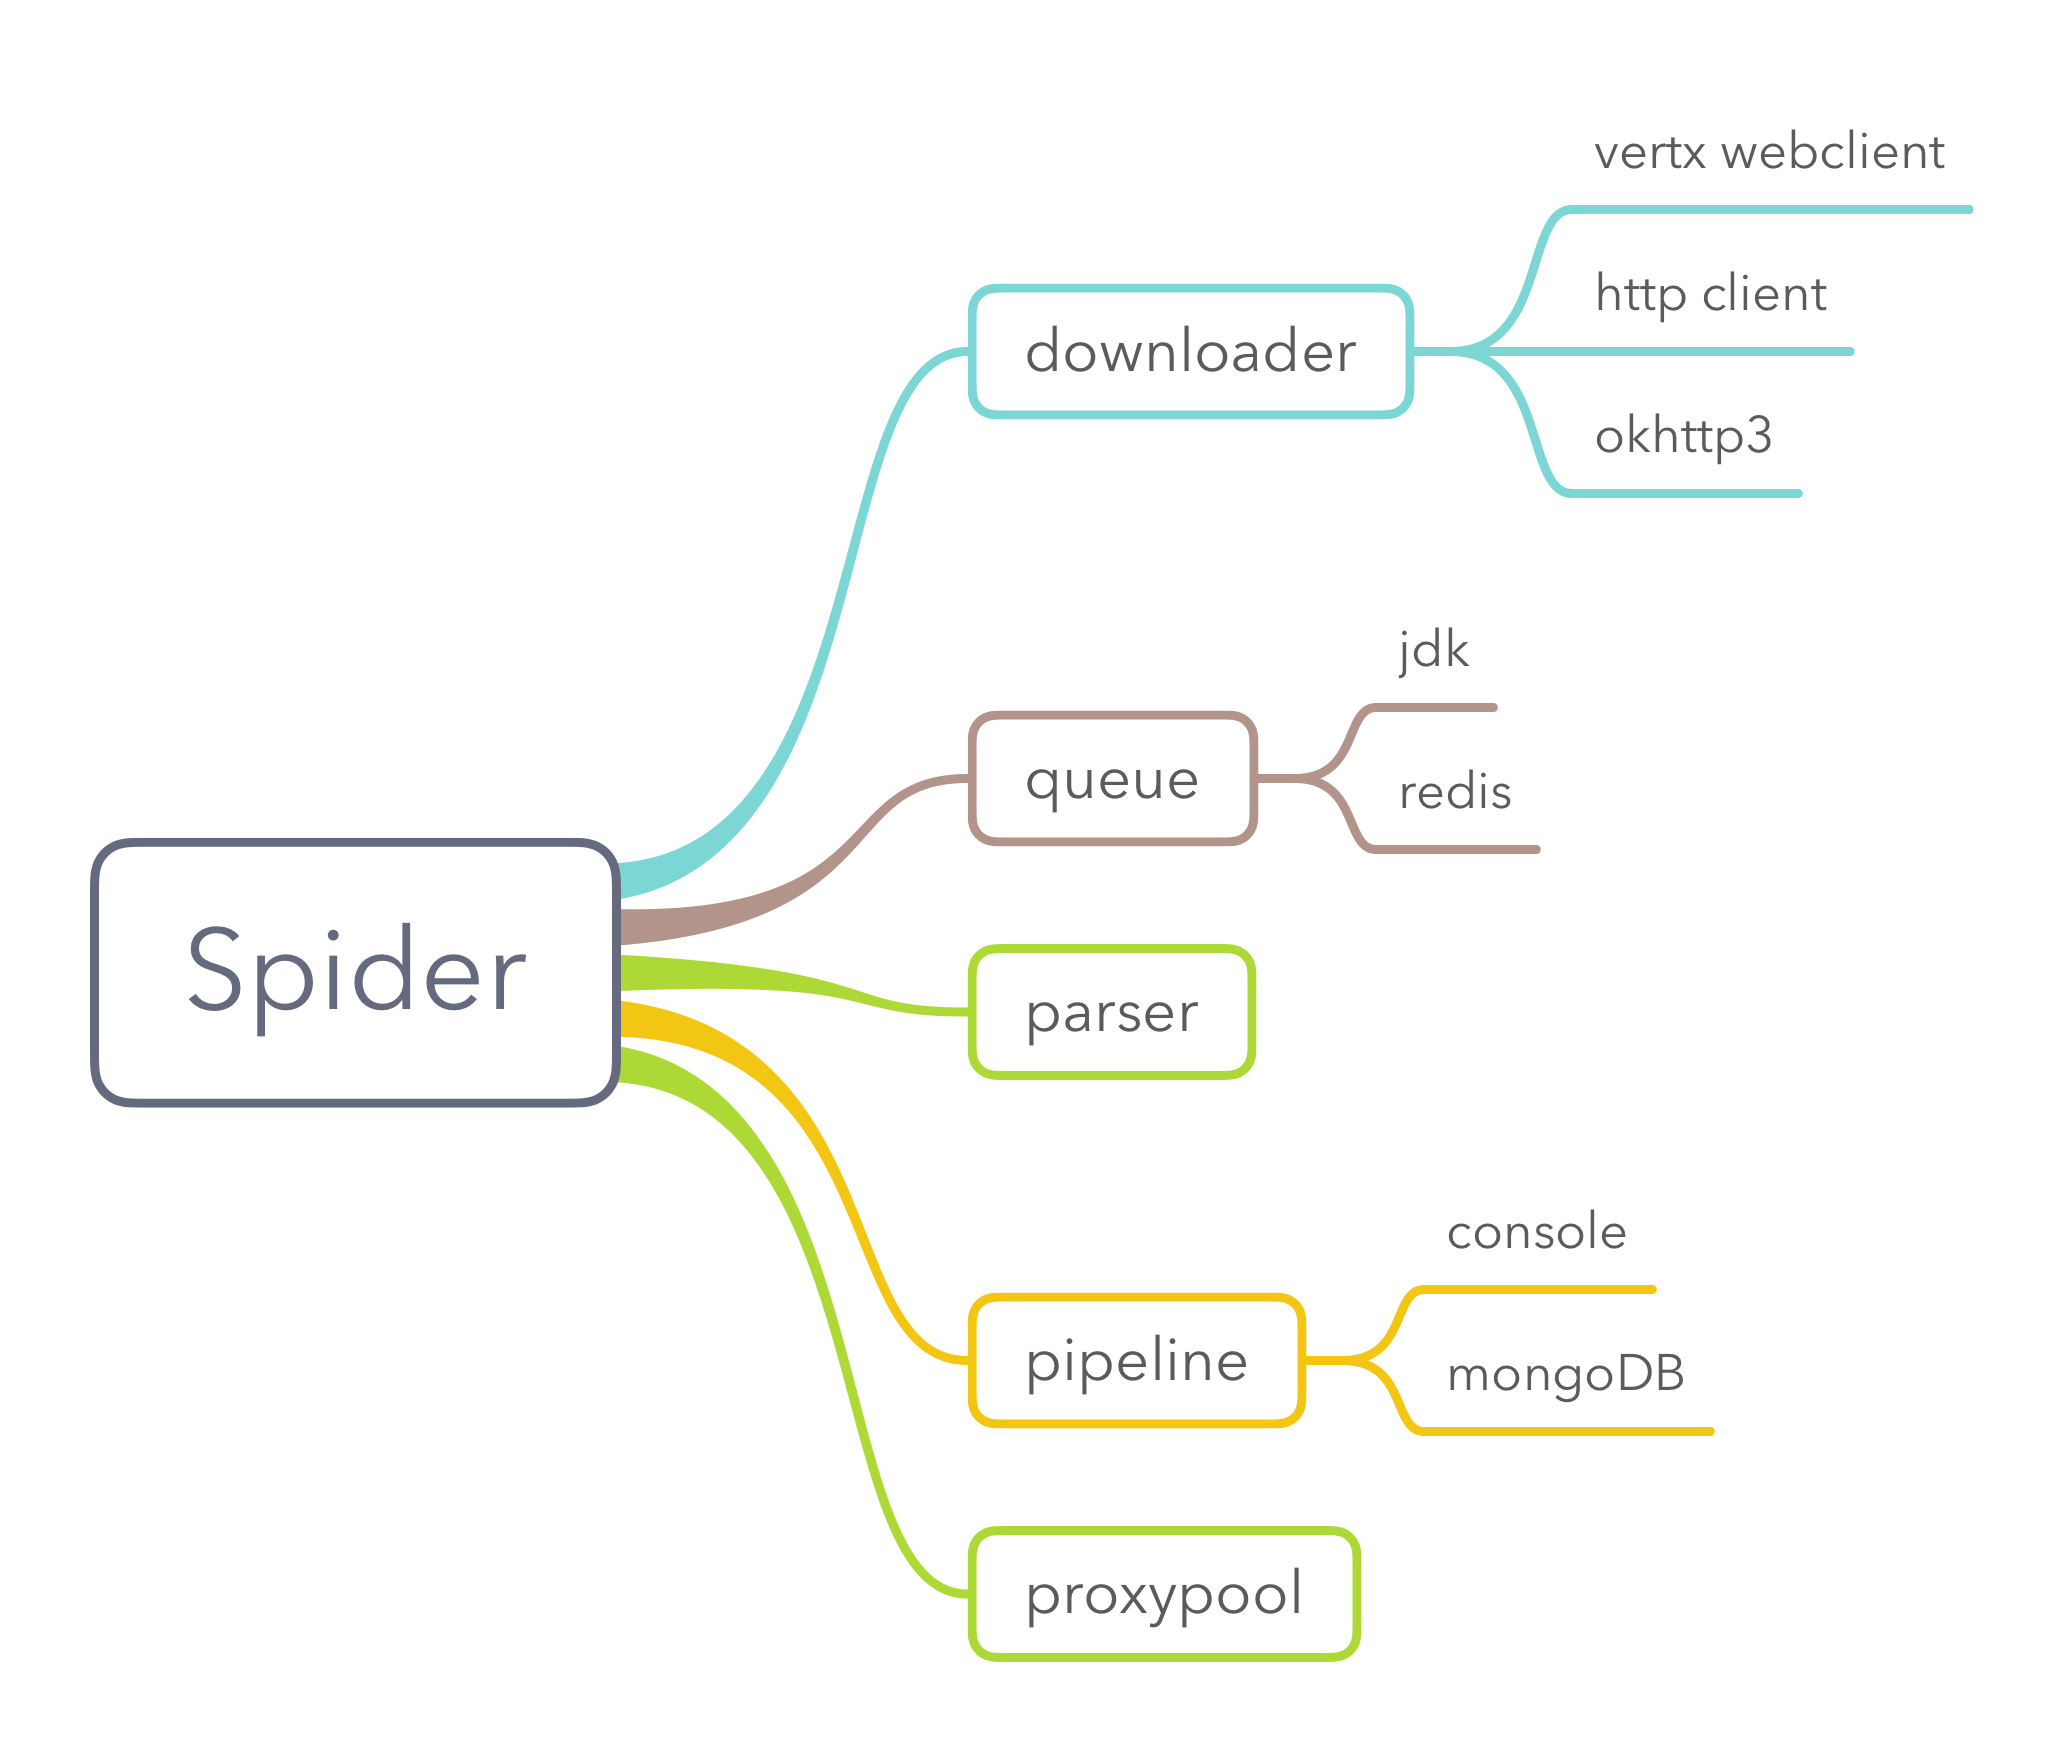 Spider
downloader
vertx webclient
http client
okhttp3
queue
jdk
redis
parser
pipeline
console
mongoDB
proxypool